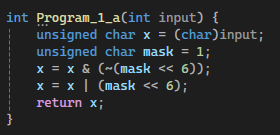 int Program_1_a(int input) {
    unsigned char x = (char)input;
    unsigned char mask = 1;
    x = x & (~(mask << 6));
    x = x | (mask << 6);
    return x;
}